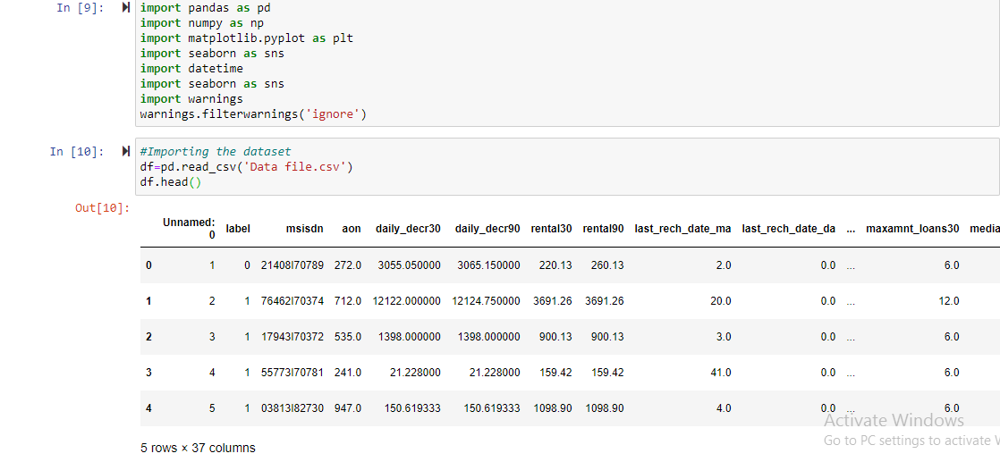 In [9]:
import pandas as pd
import numpy as np
import matplotlib.pyplot as plt
import seaborn as sns
import datetime
import seaborn as sns
import warnings
warnings.filterwarnings('ignore')
In [10]:
#Importing the dataset
df=pd.read_csv('Data file.csv')
df.head()
Out[10]:
Unnamed: 0 label msisdn aon daily_decr30 daily_decr90 rental30 rental90 last_rech_date_ma last_rech_date_da ... maxamnt_loans30 media
0 1 0 21408I70789 272.0 3055.050000 3065.150000 220.13 260.13 2.0 0.0 ... 6.0
1 2 1 76462I70374 712.0 12122.000000 12124.750000 3691.26 3691.26 20.0 0.0 ... 12.0
2 3 1 17943I70372 535.0 1398.000000 1398.000000 900.13 900.13 3.0 0.0 ... 6.0
3 4 1 55773I70781 241.0 21.228000 21.228000 159.42 159.42 41.0 0.0 ... 6.0
4 5 1 03813I82730 947.0 150.619333 150.619333 1098.90 1098.90 4.0 0.0 ... 6.0
5 rows × 37 columns
Activate Windows
Go to PC settings to activate W